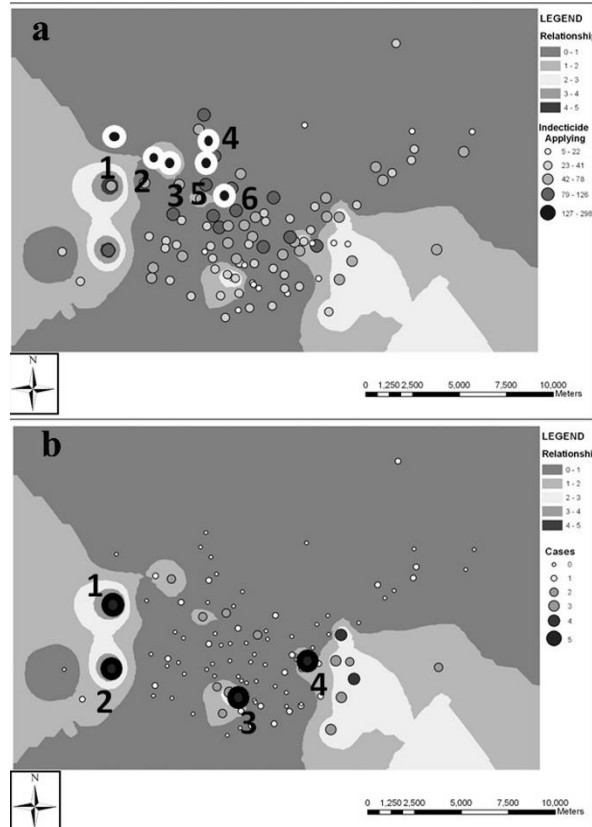 a
LEGEND
Relationship
0 - 1
1 - 2
2 - 3
3 - 4
4 - 5
Indecticide
Applying
5 - 22
23 - 41
42 - 78
79 - 126
127 - 298
1
2
3
4
5
6
N
0 1,250 2,500 5,000 7,500 10,000
Meters
b
LEGEND
Relationship
0 - 1
1 - 2
2 - 3
3 - 4
4 - 5
Cases
0
1
2
3
4
5
1
2
3
4
N
0 1,250 2,500 5,000 7,500 10,000
Meters